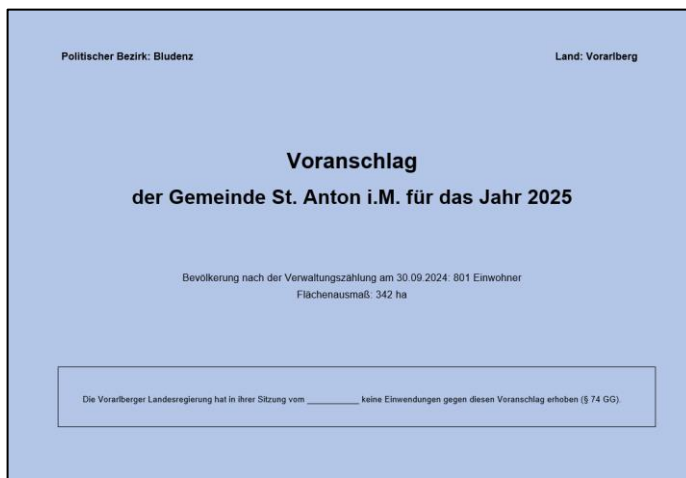 Politischer Bezirk: Bludenz Land: Vorarlberg
Voranschlag
der Gemeinde St. Anton i.M. für das Jahr 2025
Bevölkerung nach der Verwaltungszählung am 30.09.2024: 801 Einwohner
Flächenausmaß: 342 ha
Die Vorarlberger Landesregierung hat in ihrer Sitzung vom __________ keine Einwendungen gegen diesen Voranschlag erhoben (§ 74 GG).